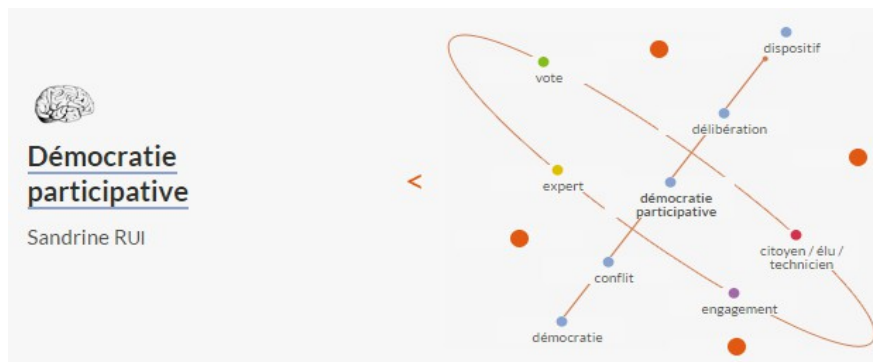 Démocratie
participative
Sandrine RUI
<
dispositif
vote
délibération
expert
démocratie
participative
citoyen / élu /
technicien
conflit
engagement
démocratie